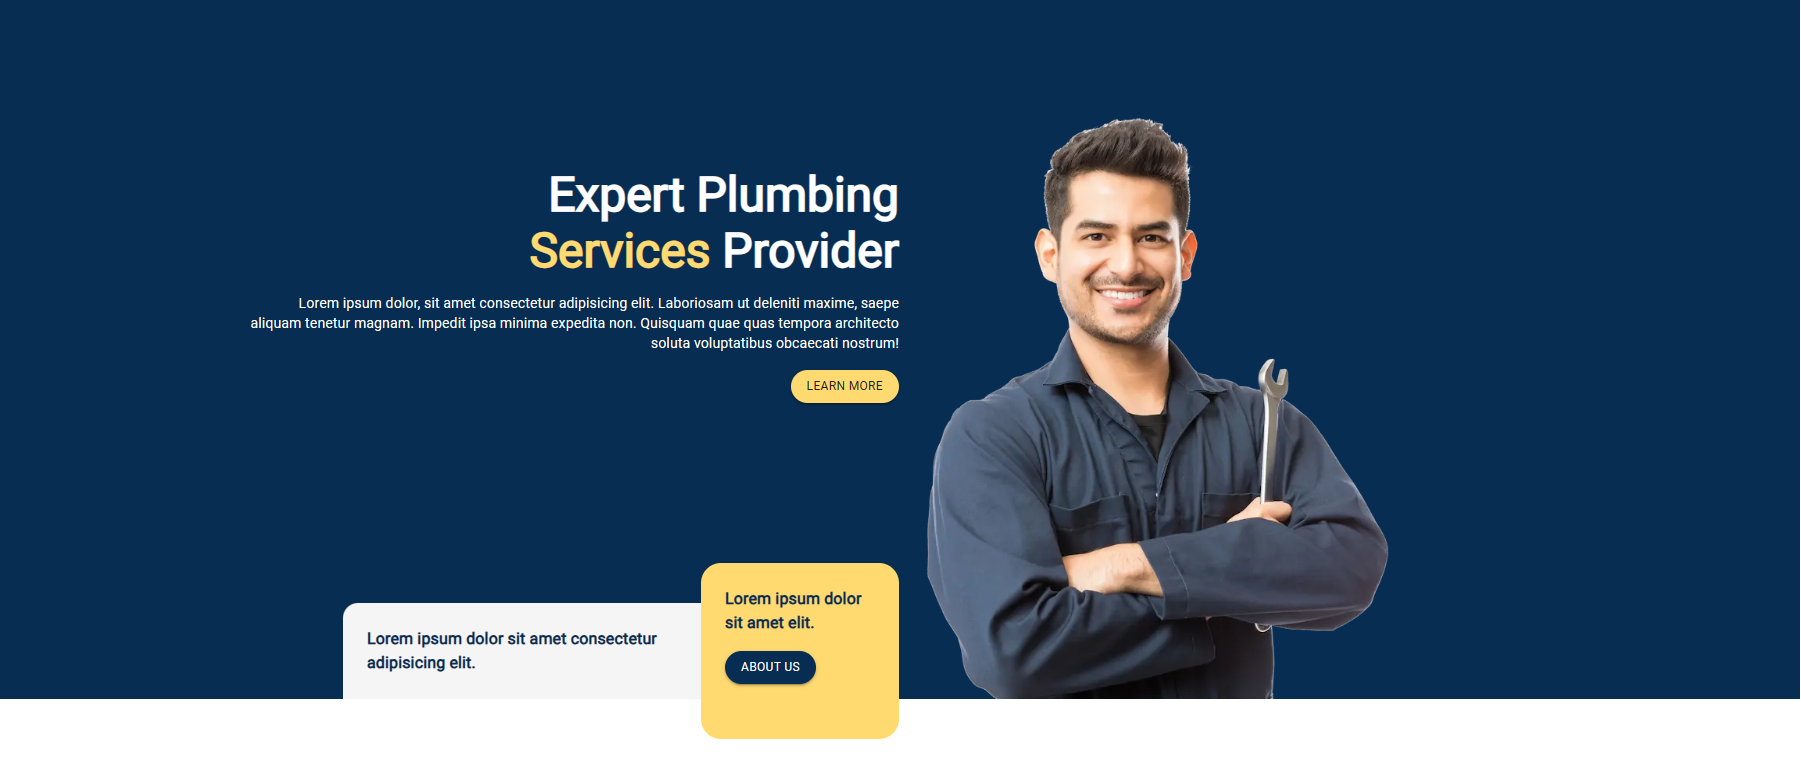 Expert Plumbing
Services Provider
Lorem ipsum dolor, sit amet consectetur adipisicing elit. Laboriosam ut deleniti maxime, saepe
aliquam tenetur magnam. Impedit ipsa minima expedita non. Quisquam quae quas tempora architecto
soluta voluptatibus obcaecati nostrum!
LEARN MORE
Lorem ipsum dolor sit amet consectetur
adipisicing elit.
Lorem ipsum dolor
sit amet elit.
ABOUT US